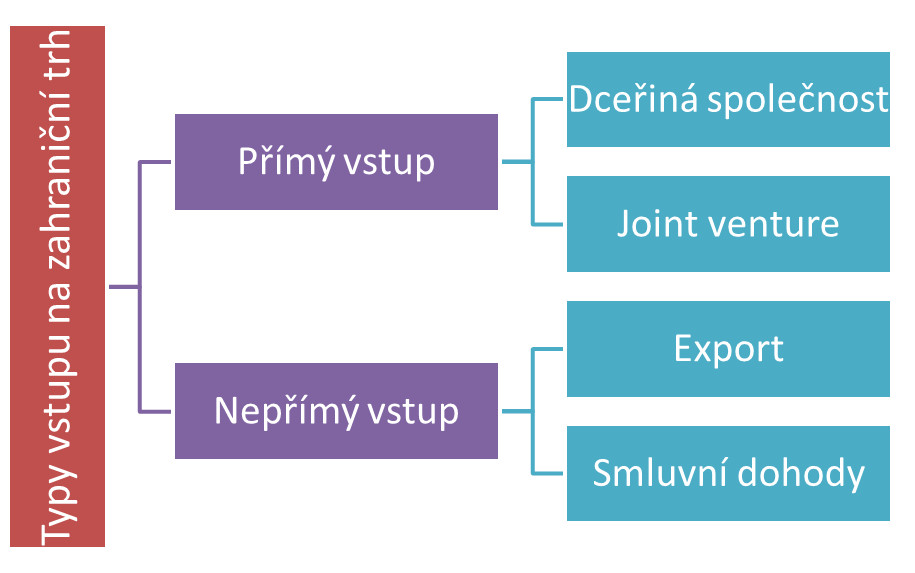 Typy vstupu na zahraniční trh
Přímý vstup
Dceřiná společnost
Joint venture
Nepřímý vstup
Export
Smluvní dohody